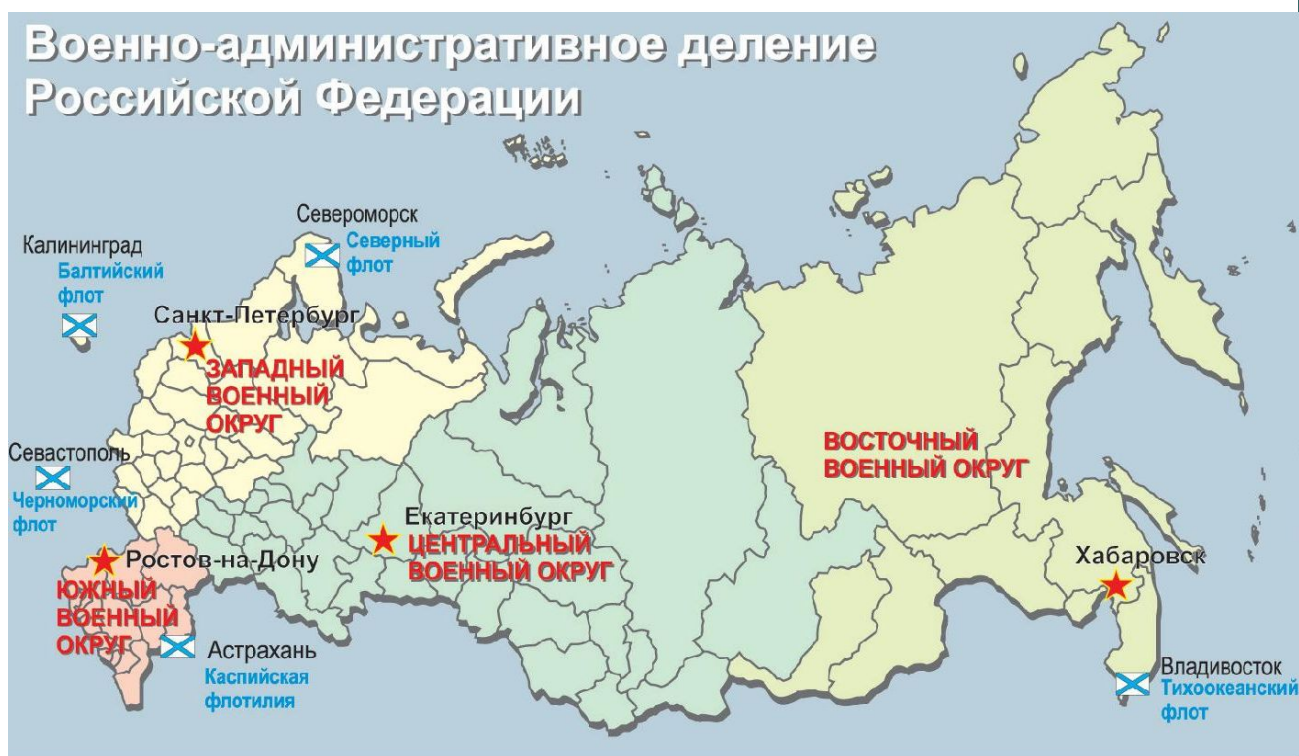 Военно-административное деление
Российской Федерации
Североморск
Северный
флот
Калининград
Балтийский
флот
Санкт-Петербург
ЗАПАДНЫЙ
ВОЕННЫЙ
ОКРУГ
Севастополь
Черноморский
флот
ВОСТОЧНЫЙ
ВОЕННЫЙ ОКРУГ
Екатеринбург
ЦЕНТРАЛЬНЫЙ
ВОЕННЫЙ ОКРУГ
Ростов-на-Дону
ЮЖНЫЙ
ВОЕННЫЙ
ОКРУГ
Хабаровск
Астрахань
Каспийская
флотилия
Владивосток
Тихоокеанский
флот